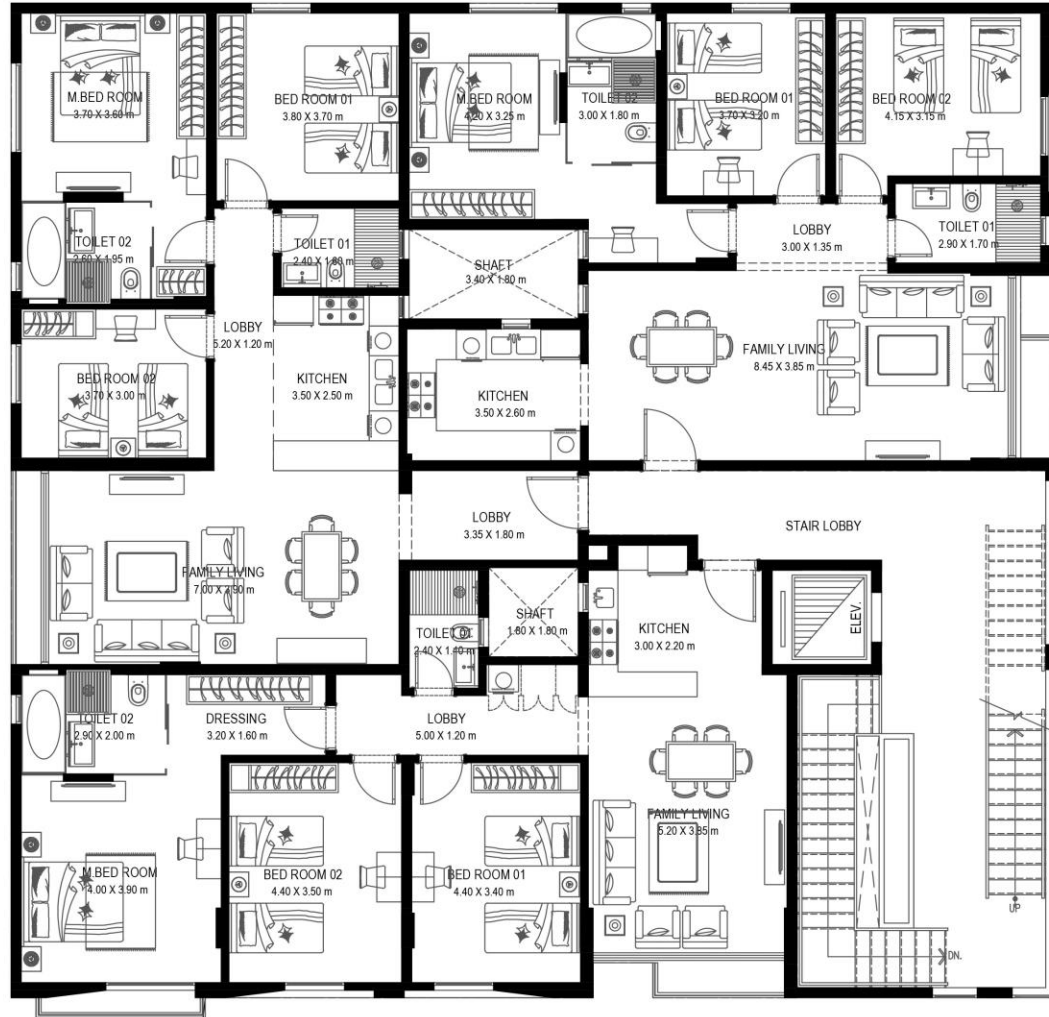 M.BED ROOM
3.70 X 3.60 m
BED ROOM 01
3.80 X 3.70 m
M.BED ROOM
4.20 X 3.25 m
TOILET 02
3.00 X 1.80 m
BED ROOM 01
3.70 X 3.20 m
BED ROOM 02
4.15 X 3.15 m
TOILET 02
2.60 X 1.95 m
TOILET 01
2.40 X 1.60 m
SHAFT
3.40 X 1.80 m
LOBBY
3.00 X 1.35 m
TOILET 01
2.90 X 1.70 m
LOBBY
5.20 X 1.20 m
BED ROOM 02
3.70 X 3.00 m
KITCHEN
3.50 X 2.50 m
KITCHEN
3.50 X 2.60 m
FAMILY LIVING
8.45 X 3.85 m
LOBBY
3.35 X 1.80 m
STAIR LOBBY
FAMILY LIVING
7.00 X 3.90 m
TOILET 01
2.40 X 1.40 m
SHAFT
1.80 X 1.80 m
KITCHEN
3.00 X 2.20 m
ELEV.
TOILET 02
2.90 X 2.00 m
DRESSING
3.20 X 1.60 m
LOBBY
5.00 X 1.20 m
FAMILY LIVING
5.20 X 3.85 m
M.BED ROOM
4.00 X 3.90 m
BED ROOM 02
4.40 X 3.50 m
BED ROOM 01
4.40 X 3.40 m
UP
DN.